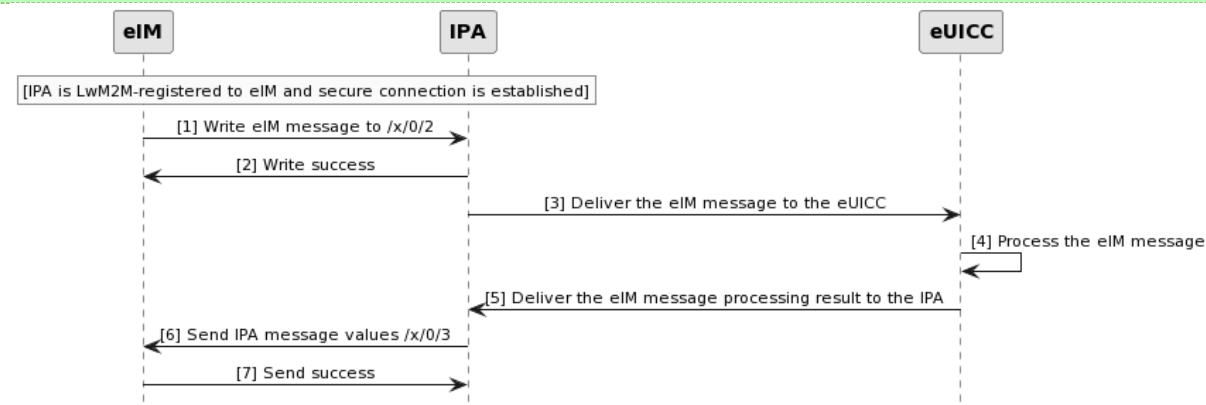 eIM
IPA
eUICC
[IPA is LwM2M-registered to eIM and secure connection is established]
[1] Write eIM message to /x/0/2
[2] Write success
[3] Deliver the eIM message to the eUICC
[4] Process the eIM message
[5] Deliver the eIM message processing result to the IPA
[6] Send IPA message values /x/0/3
[7] Send success